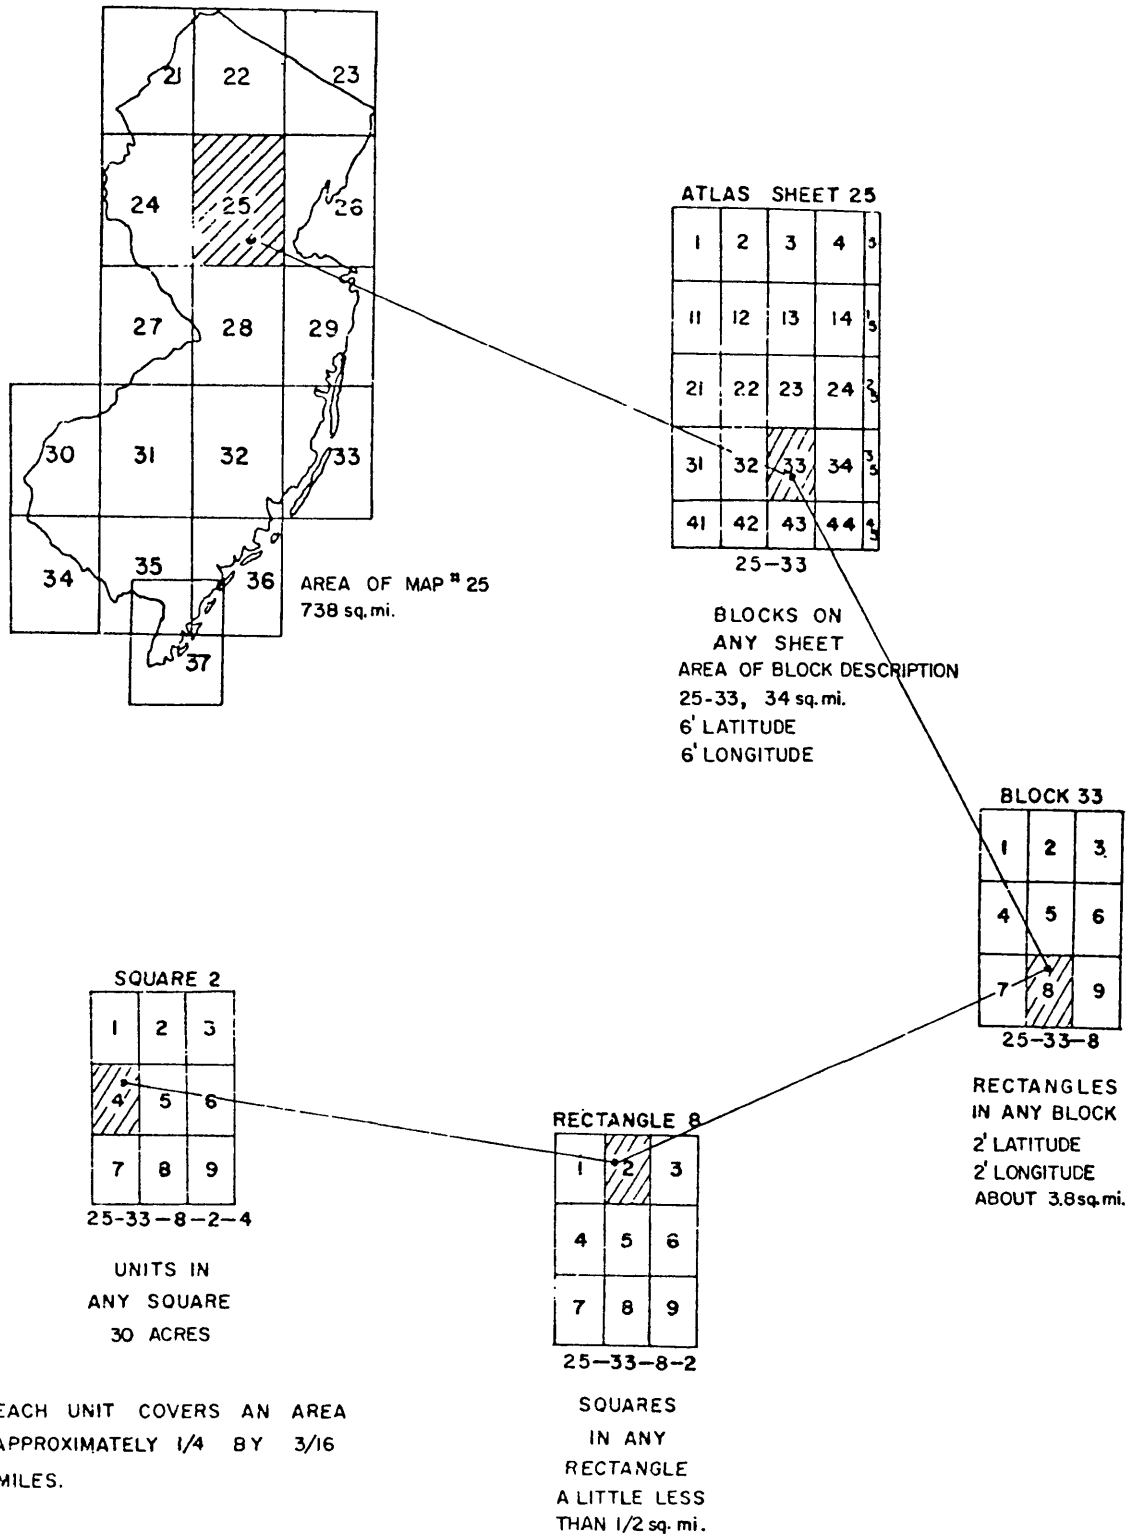 21 22 23
24 25 26
27 28 29
30 31 32 33
34 35 36
37
AREA OF MAP #25
738 sq. mi.
ATLAS SHEET 25
1 2 3 4 5
11 12 13 14 15
21 22 23 24 25
31 32 33 34 35
41 42 43 44 45
25-33
BLOCKS ON
ANY SHEET
AREA OF BLOCK DESCRIPTION
25-33, 34 sq. mi.
6' LATITUDE
6' LONGITUDE
BLOCK 33
1 2 3
4 5 6
7 8 9
25-33-8
RECTANGLES
IN ANY BLOCK
2' LATITUDE
2' LONGITUDE
ABOUT 3.8 sq. mi.
RECTANGLE 8
1 2 3
4 5 6
7 8 9
25-33-8-2
SQUARES
IN ANY
RECTANGLE
A LITTLE LESS
THAN 1/2 sq. mi.
SQUARE 2
1 2 3
4 5 6
7 8 9
25-33-8-2-4
UNITS IN
ANY SQUARE
30 ACRES
EACH UNIT COVERS AN AREA
APPROXIMATELY 1/4 BY 3/16
MILES.